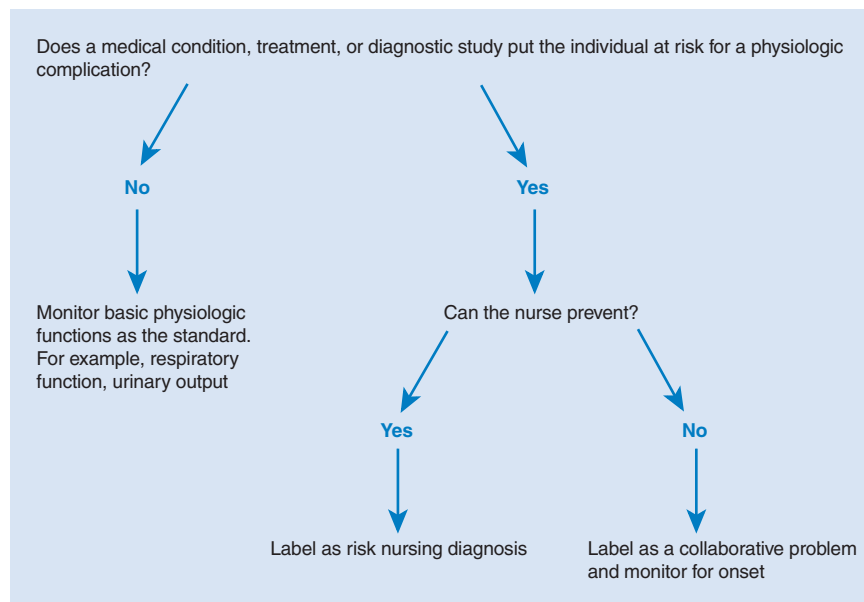 Does a medical condition, treatment, or diagnostic study put the individual at risk for a physiologic
complication?
No
Yes
Monitor basic physiologic
functions as the standard.
For example, respiratory
function, urinary output
Can the nurse prevent?
Yes
No
Label as risk nursing diagnosis
Label as a collaborative problem
and monitor for onset